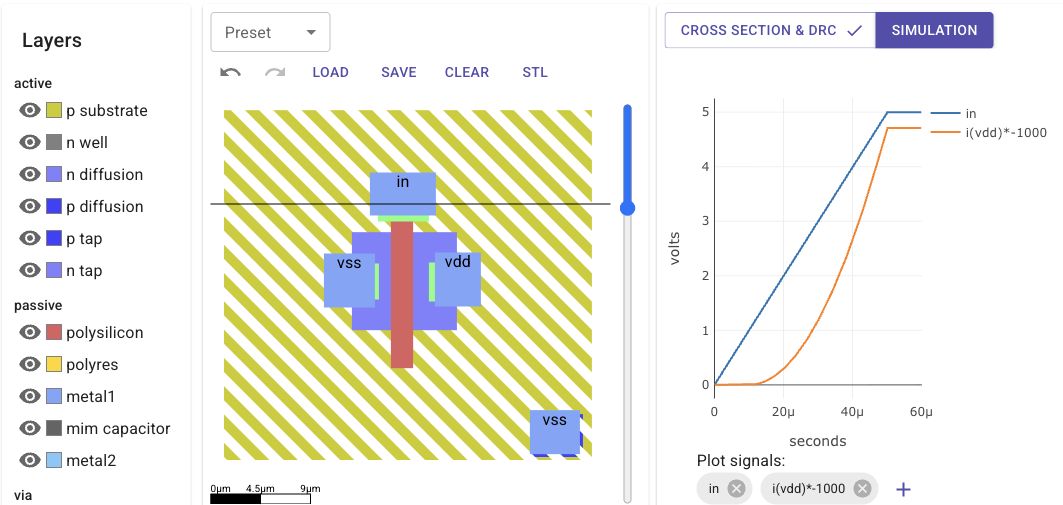 Layers
active
p substrate
n well
n diffusion
p diffusion
p tap
n tap
passive
polysilicon
polyres
metal1
mim capacitor
metal2
via
Preset
LOAD SAVE CLEAR STL
in
vss vdd
vss
0μm 4.5μm 9μm
CROSS SECTION & DRC SIMULATION
5
4
3
2
1
0
volts
0 20μ 40μ 60μ
seconds
in
i(vdd)*-1000
Plot signals:
in i(vdd)*-1000